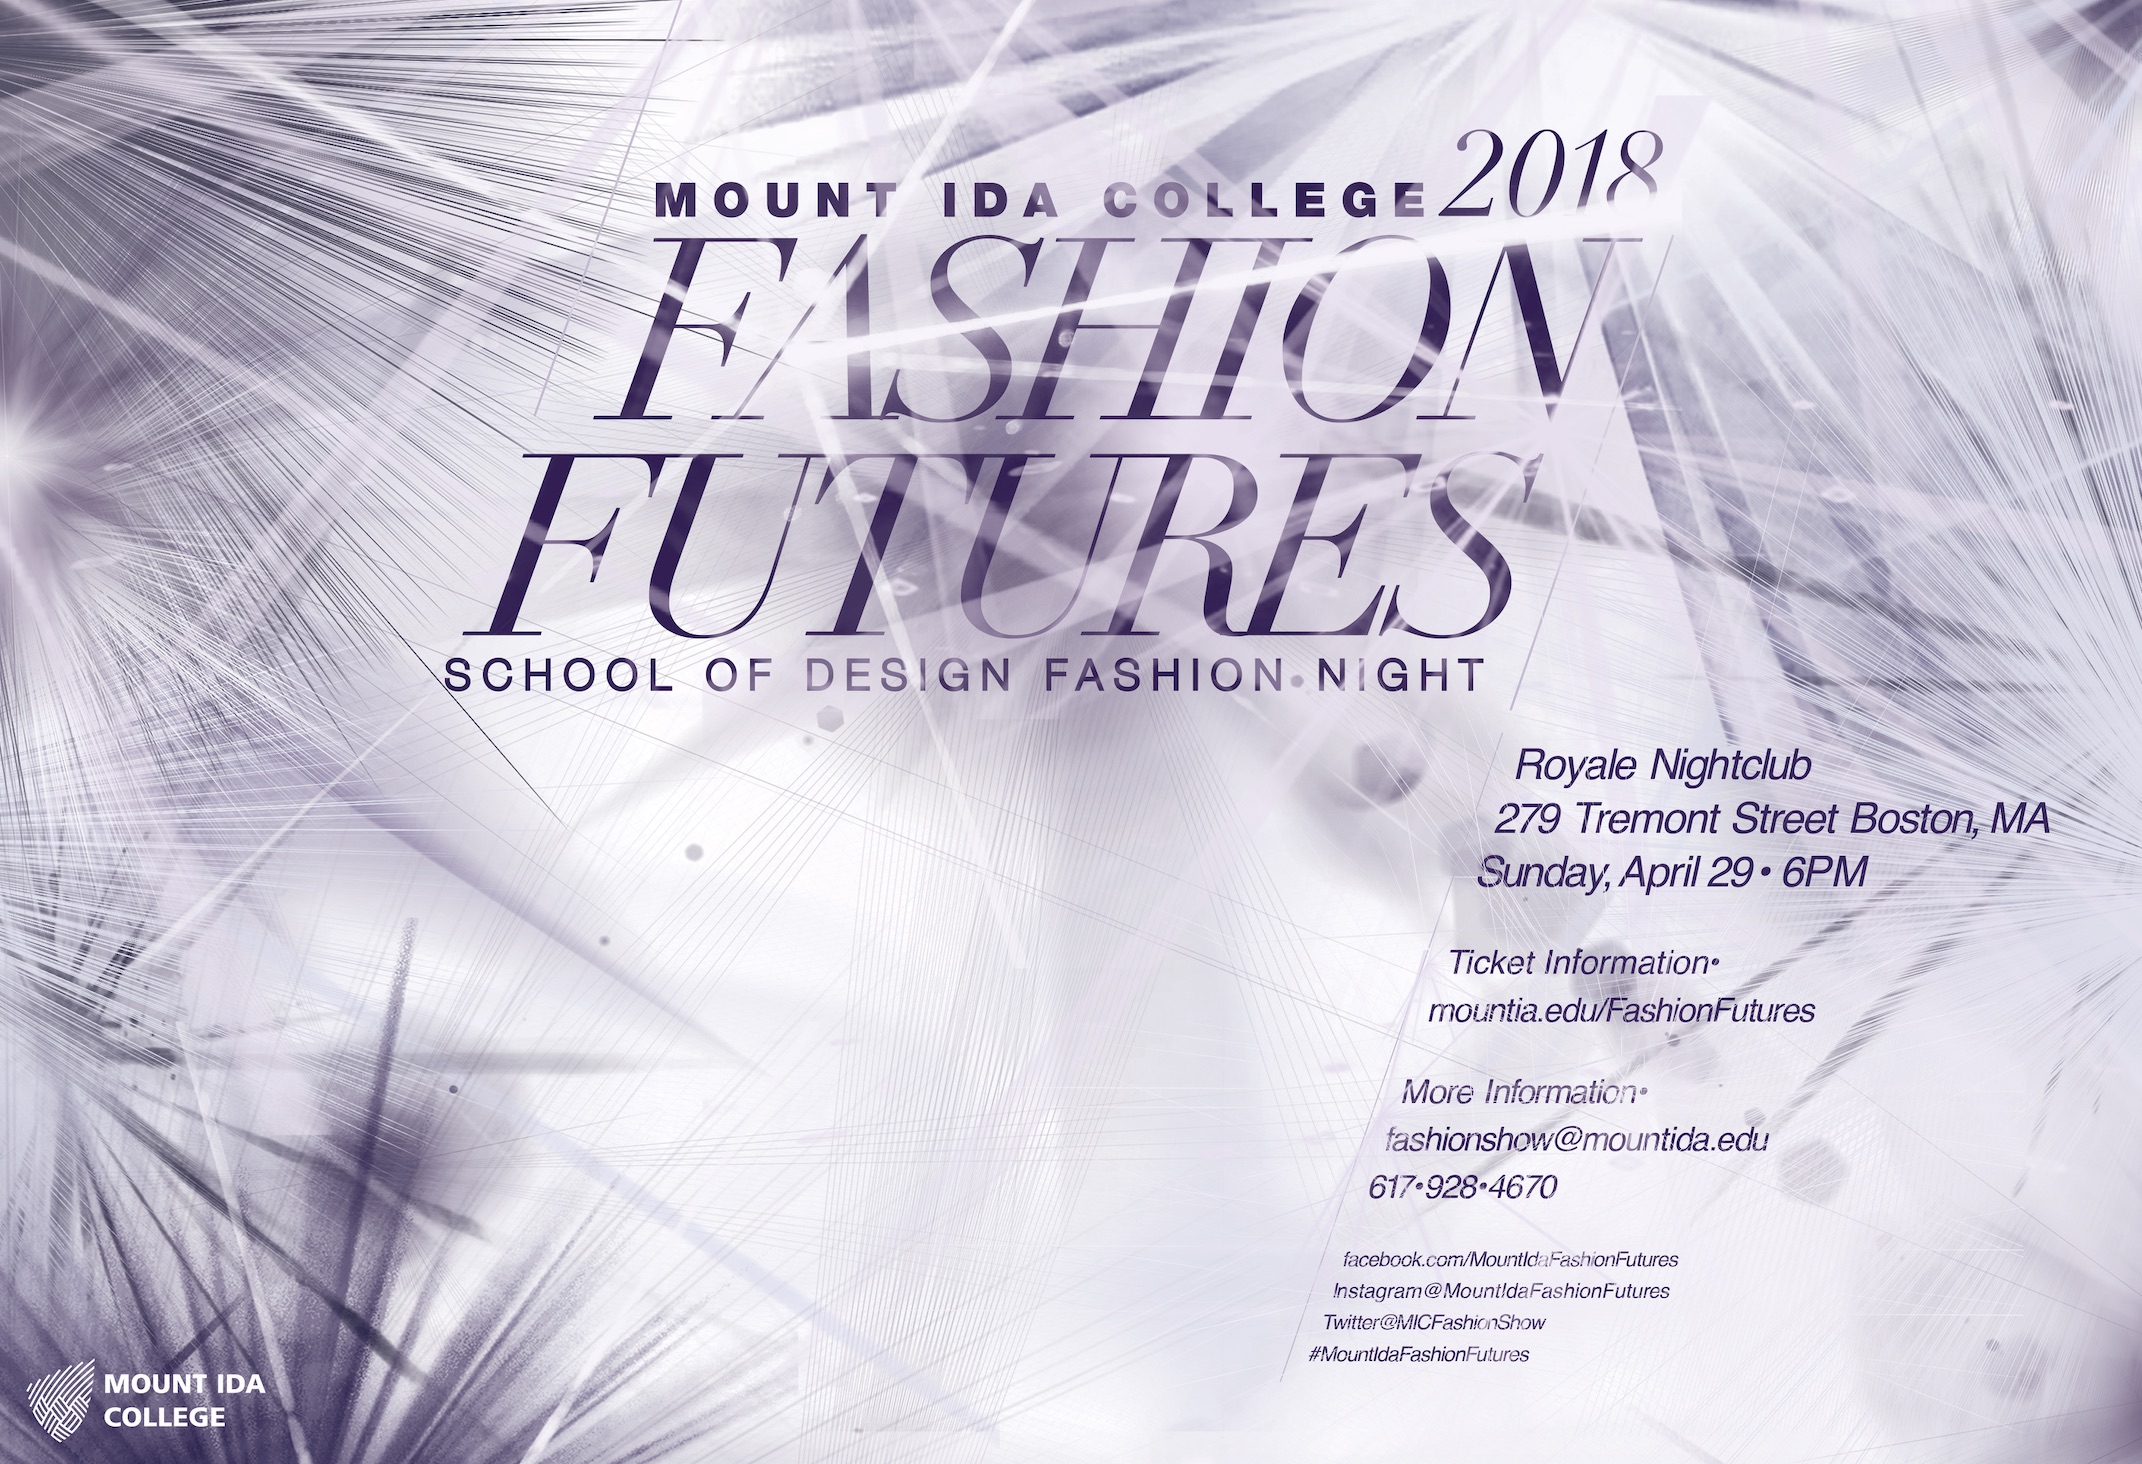 MOUNT IDA COLLEGE 2018
FASHION
FUTURES
SCHOOL OF DESIGN FASHION•NIGHT
Royale Nightclub
279 Tremont Street Boston, MA
Sunday, April 29 • 6PM
Ticket Information•
mountia.edu/FashionFutures
More Information•
fashionshow@mountida.edu
617•928•4670
facebook.com/MountIdaFashionFutures
Instagram@MountIdaFashionFutures
Twitter@MICFashionShow
#MountIdaFashionFutures
MOUNT IDA
COLLEGE